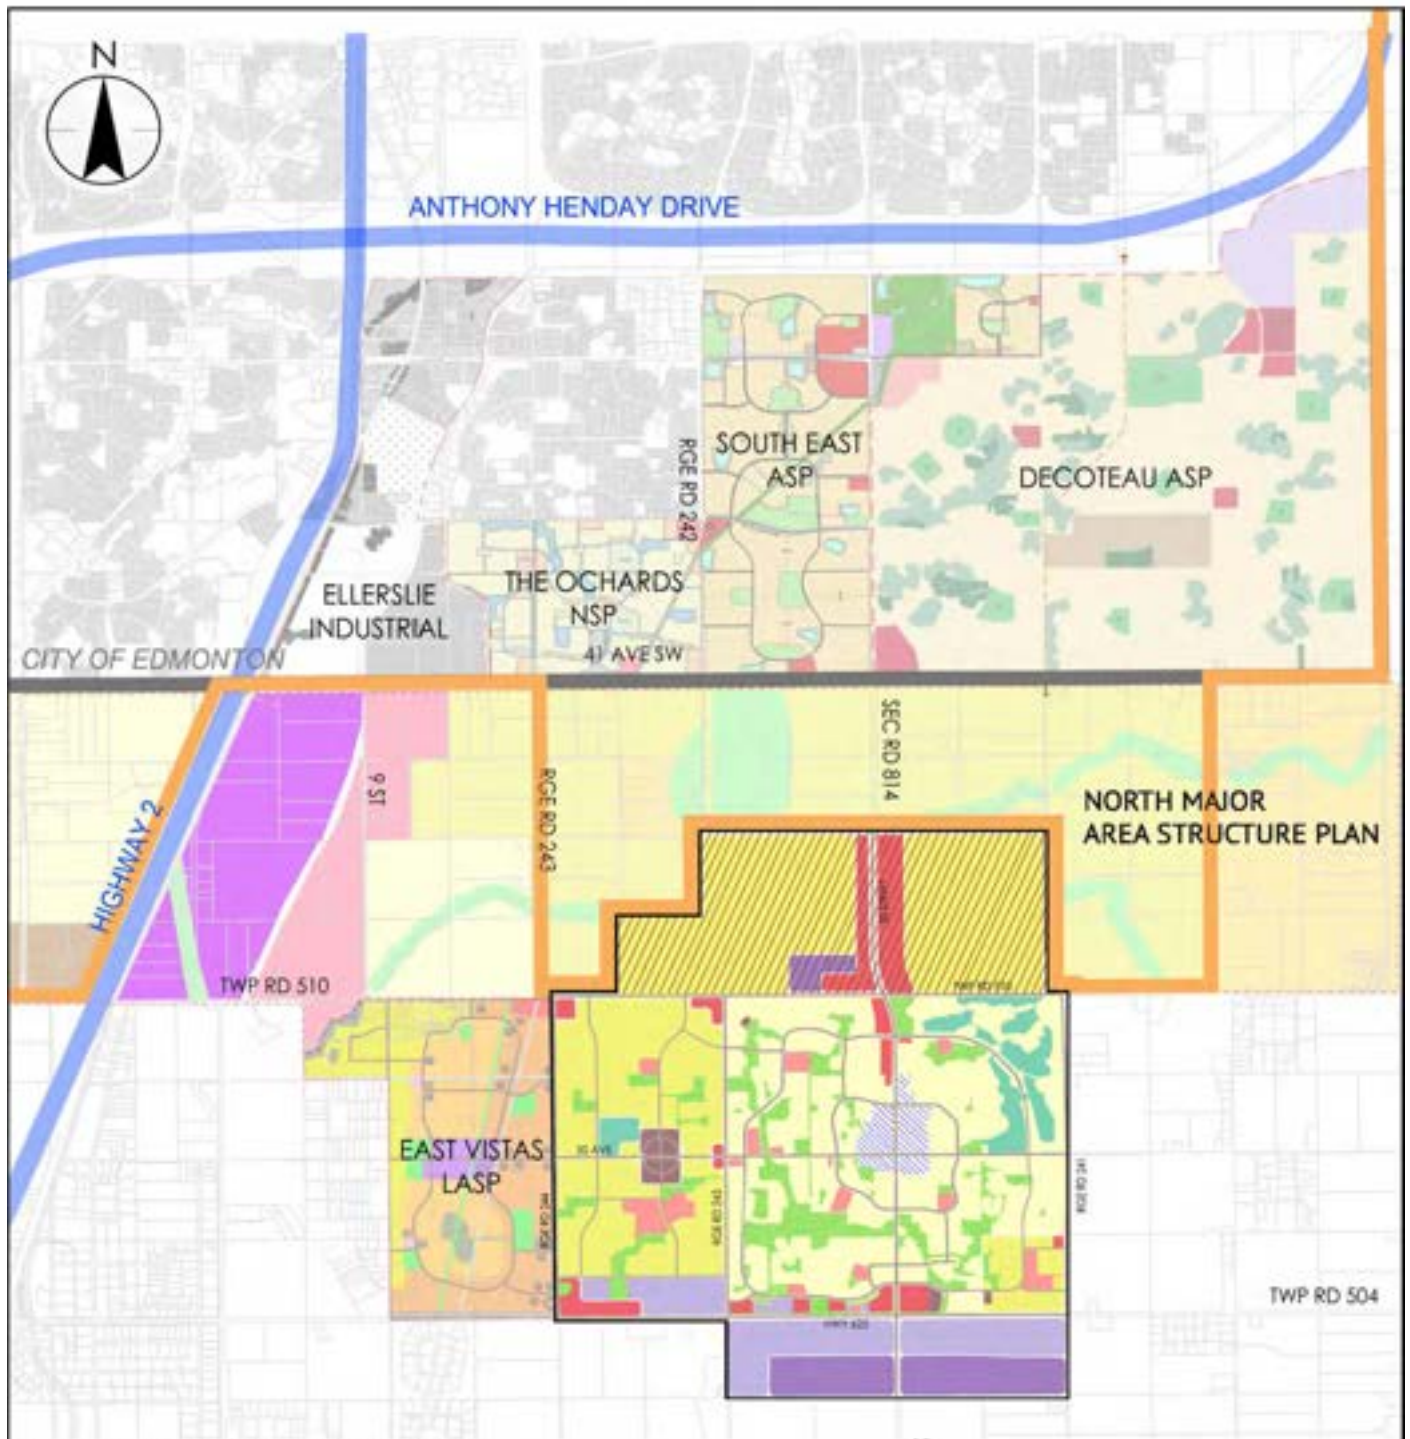 N
ANTHONY HENDAY DRIVE
RGE RD 242
SOUTH EAST
ASP
DECOTEAU ASP
THE OCHARDS
NSP
ELLERSLIE
INDUSTRIAL
41 AVE SW
CITY OF EDMONTON
SEC RD 814
9 ST
RGE RD 243
HIGHWAY 2
NORTH MAJOR
AREA STRUCTURE PLAN
TWP RD 510
EAST VISTAS
LASP
TWP RD 504